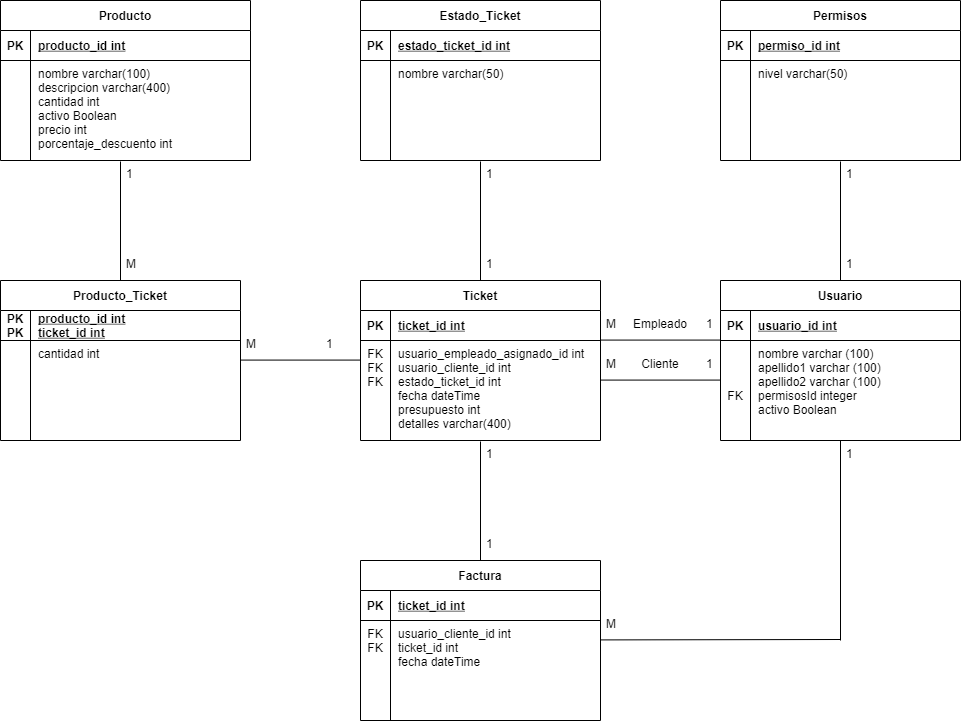 Producto
PK producto_id int
nombre varchar(100)
descripcion varchar(400)
cantidad int
activo Boolean
precio int
porcentaje_descuento int
Estado_Ticket
PK estado_ticket_id int
nombre varchar(50)
Permisos
PK permiso_id int
nivel varchar(50)
1
M
1
1
1
1
Producto_Ticket
PK producto_id int
PK ticket_id int
cantidad int
M 1
Ticket
PK ticket_id int
FK usuario_empleado_asignado_id int
FK usuario_cliente_id int
FK estado_ticket_id int
fecha dateTime
presupuesto int
detalles varchar(400)
M Empleado 1
M Cliente 1
Usuario
PK usuario_id int
nombre varchar (100)
apellido1 varchar (100)
apellido2 varchar (100)
FK permisosId integer
activo Boolean
1
1
1
M
Factura
PK ticket_id int
FK usuario_cliente_id int
FK ticket_id int
fecha dateTime